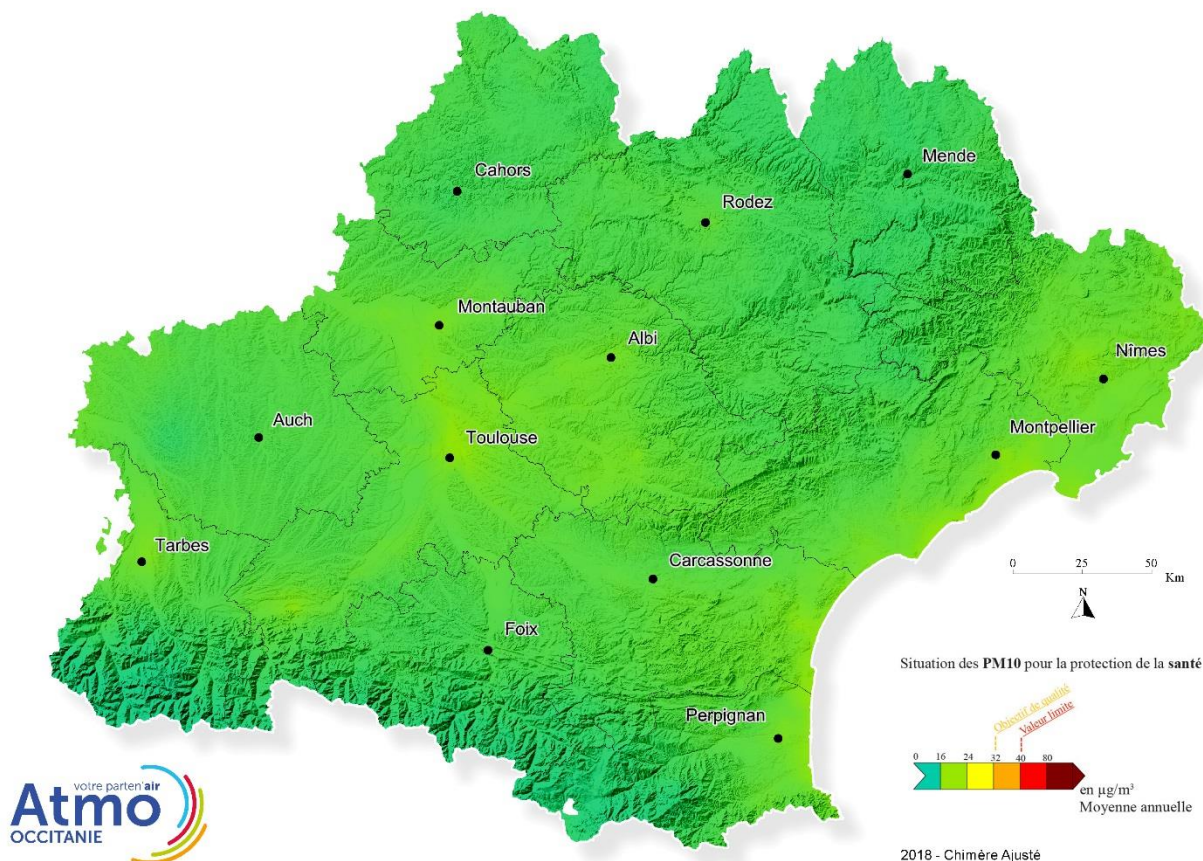 Cahors
Mende
Rodez
Montauban
Albi
Nîmes
Auch
Montpellier
Toulouse
Tarbes
Carcassonne
0 25 50
Km
N
Foix
Situation des PM10 pour la protection de la santé
Perpignan
Objectif de qualité
Valeur limite
0 16 24 32 40 80
en µg/m³
Moyenne annuelle
votre parten'air
Atmo
OCCITANIE
2018 - Chimère Ajusté